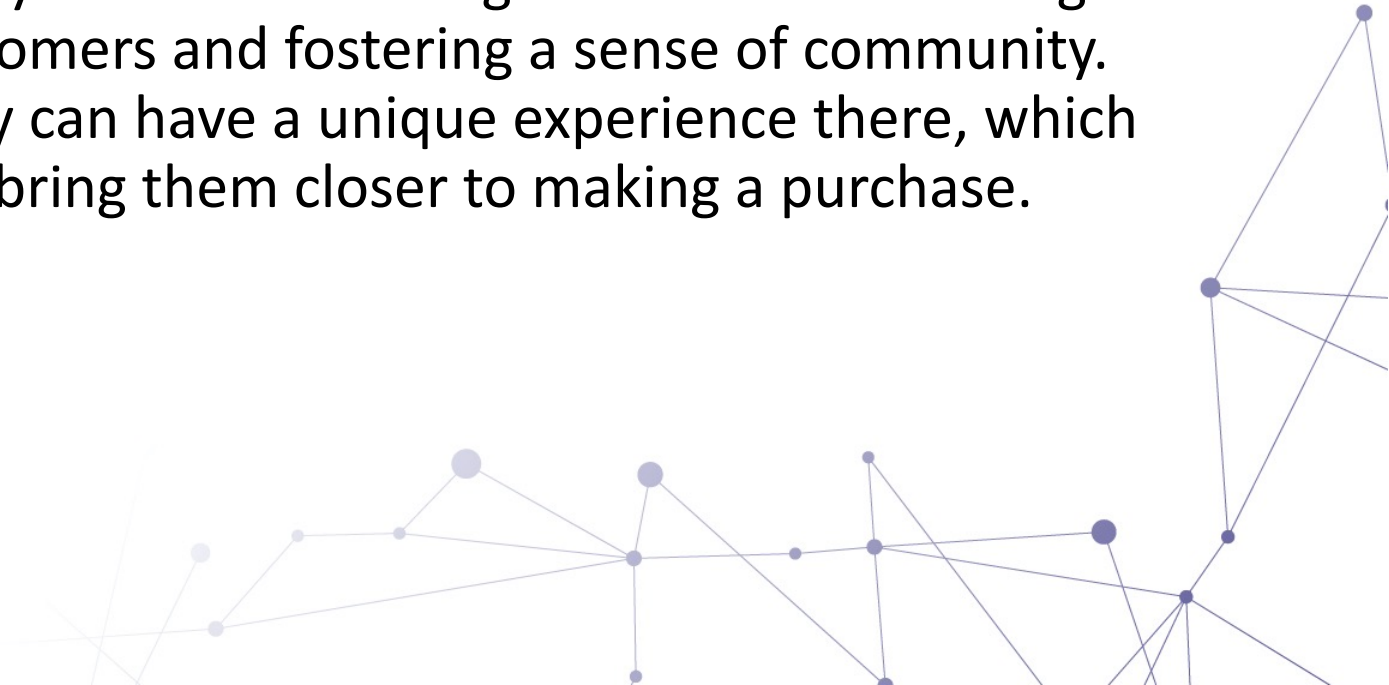 omers and fostering a sense of community.
y can have a unique experience there, which
bring them closer to making a purchase.